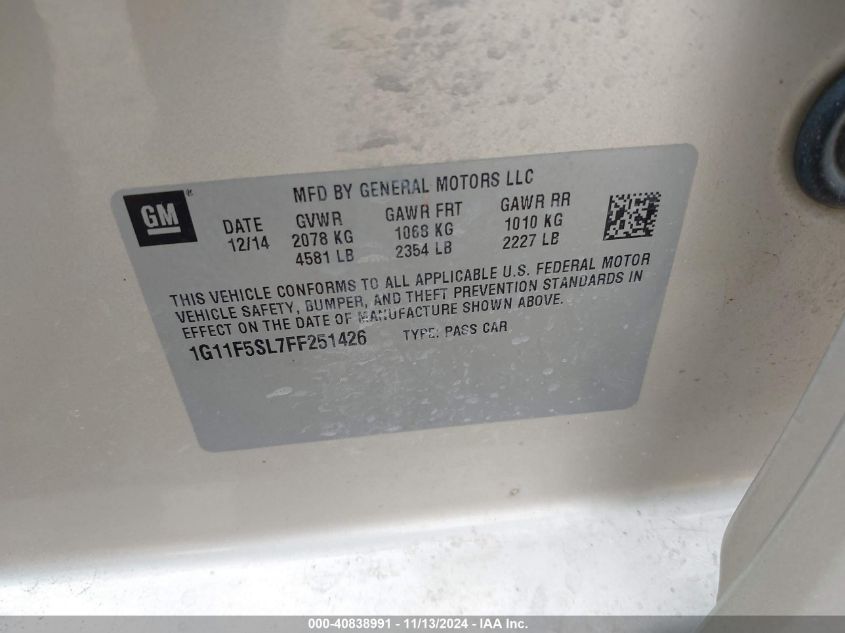 MFD BY GENERAL MOTORS LLC
GM®
DATE GVWR GAWR FRT GAWR RR
12/14 2078 KG 1068 KG 1010 KG
4581 LB 2354 LB 2227 LB
THIS VEHICLE CONFORMS TO ALL APPLICABLE U.S. FEDERAL MOTOR
VEHICLE SAFETY, BUMPER, AND THEFT PREVENTION STANDARDS IN
EFFECT ON THE DATE OF MANUFACTURE SHOWN ABOVE.
1G11F5SL7FF251426 TYPE: PASS CAR
000-40838991 - 11/13/2024 - IAA Inc.